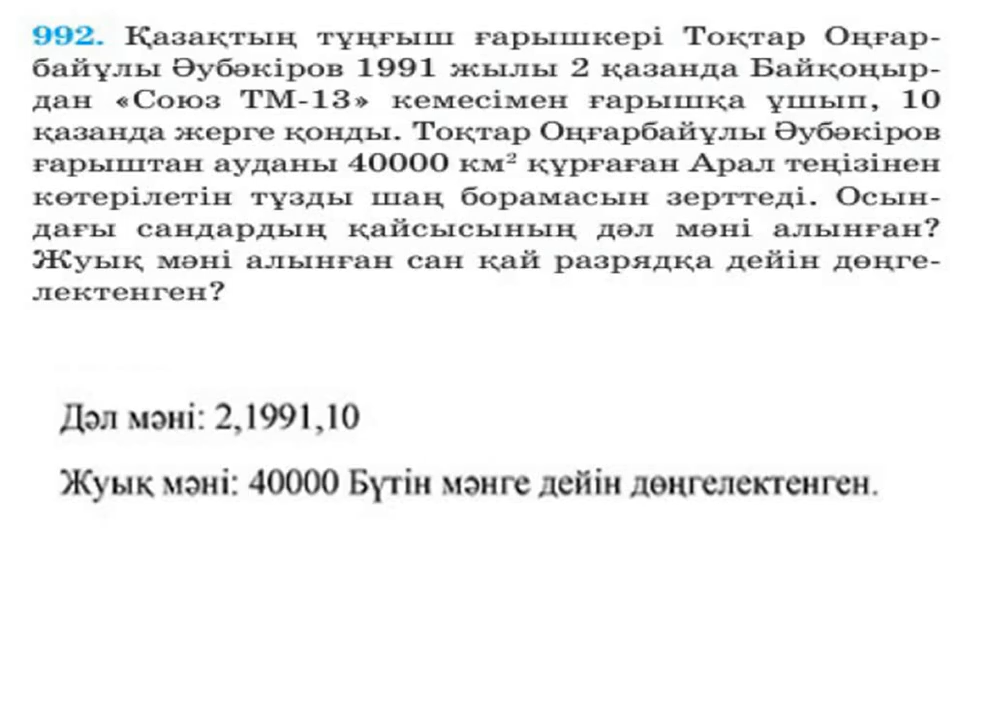 992. Қазақтың тұңғыш ғарышкері Тоқтар Оңғар-
байұлы Әубәкіров 1991 жылы 2 қазанда Байқоңыр-
дан «Союз ТМ-13» кемесімен ғарышқа ұшып, 10
қазанда жерге қонды. Тоқтар Оңғарбайұлы Әубәкіров
ғарыштан ауданы 40000 км² құрғаған Арал теңізінен
көтерілетін тұзды шаң борамасын зерттеді. Осын-
дағы сандардың қайсысының дәл мәні алынған?
Жуық мәні алынған сан қай разрядқа дейін дөңге-
лектенген?
Дәл мәні: 2,1991,10
Жуық мәні: 40000 Бүтін мәнге дейін дөңгелектенген.